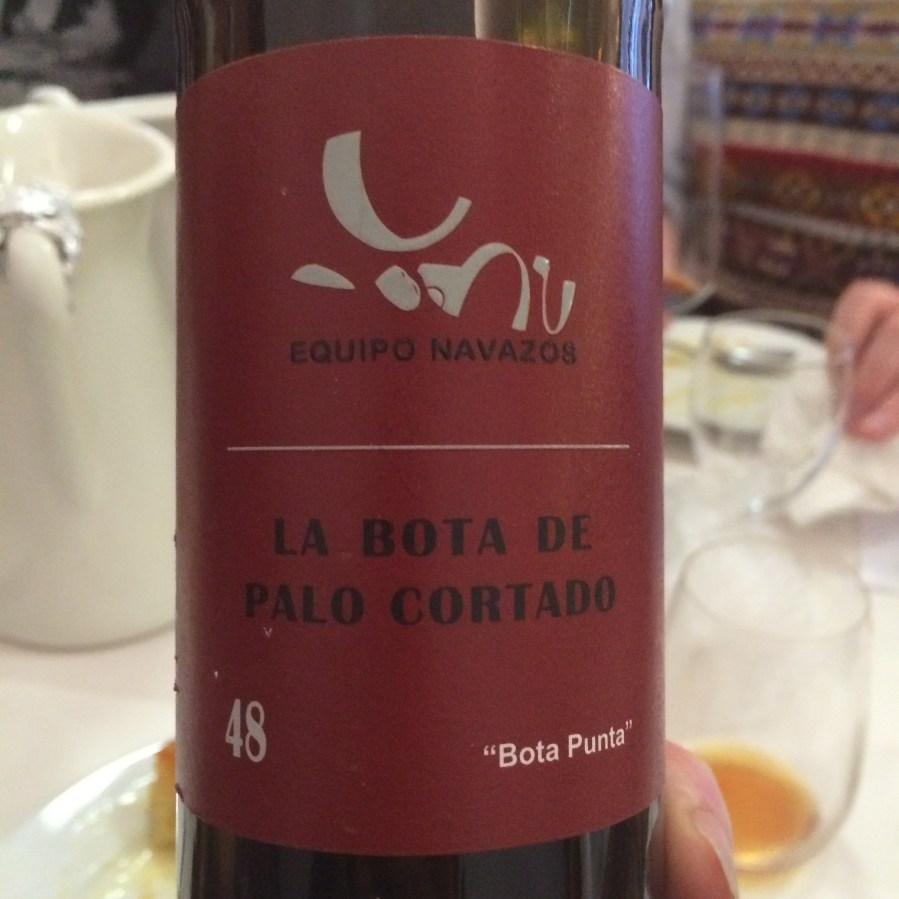 EQUIPO NAVAZOS
LA BOTA DE
PALO CORTADO
48
“Bota Punta”